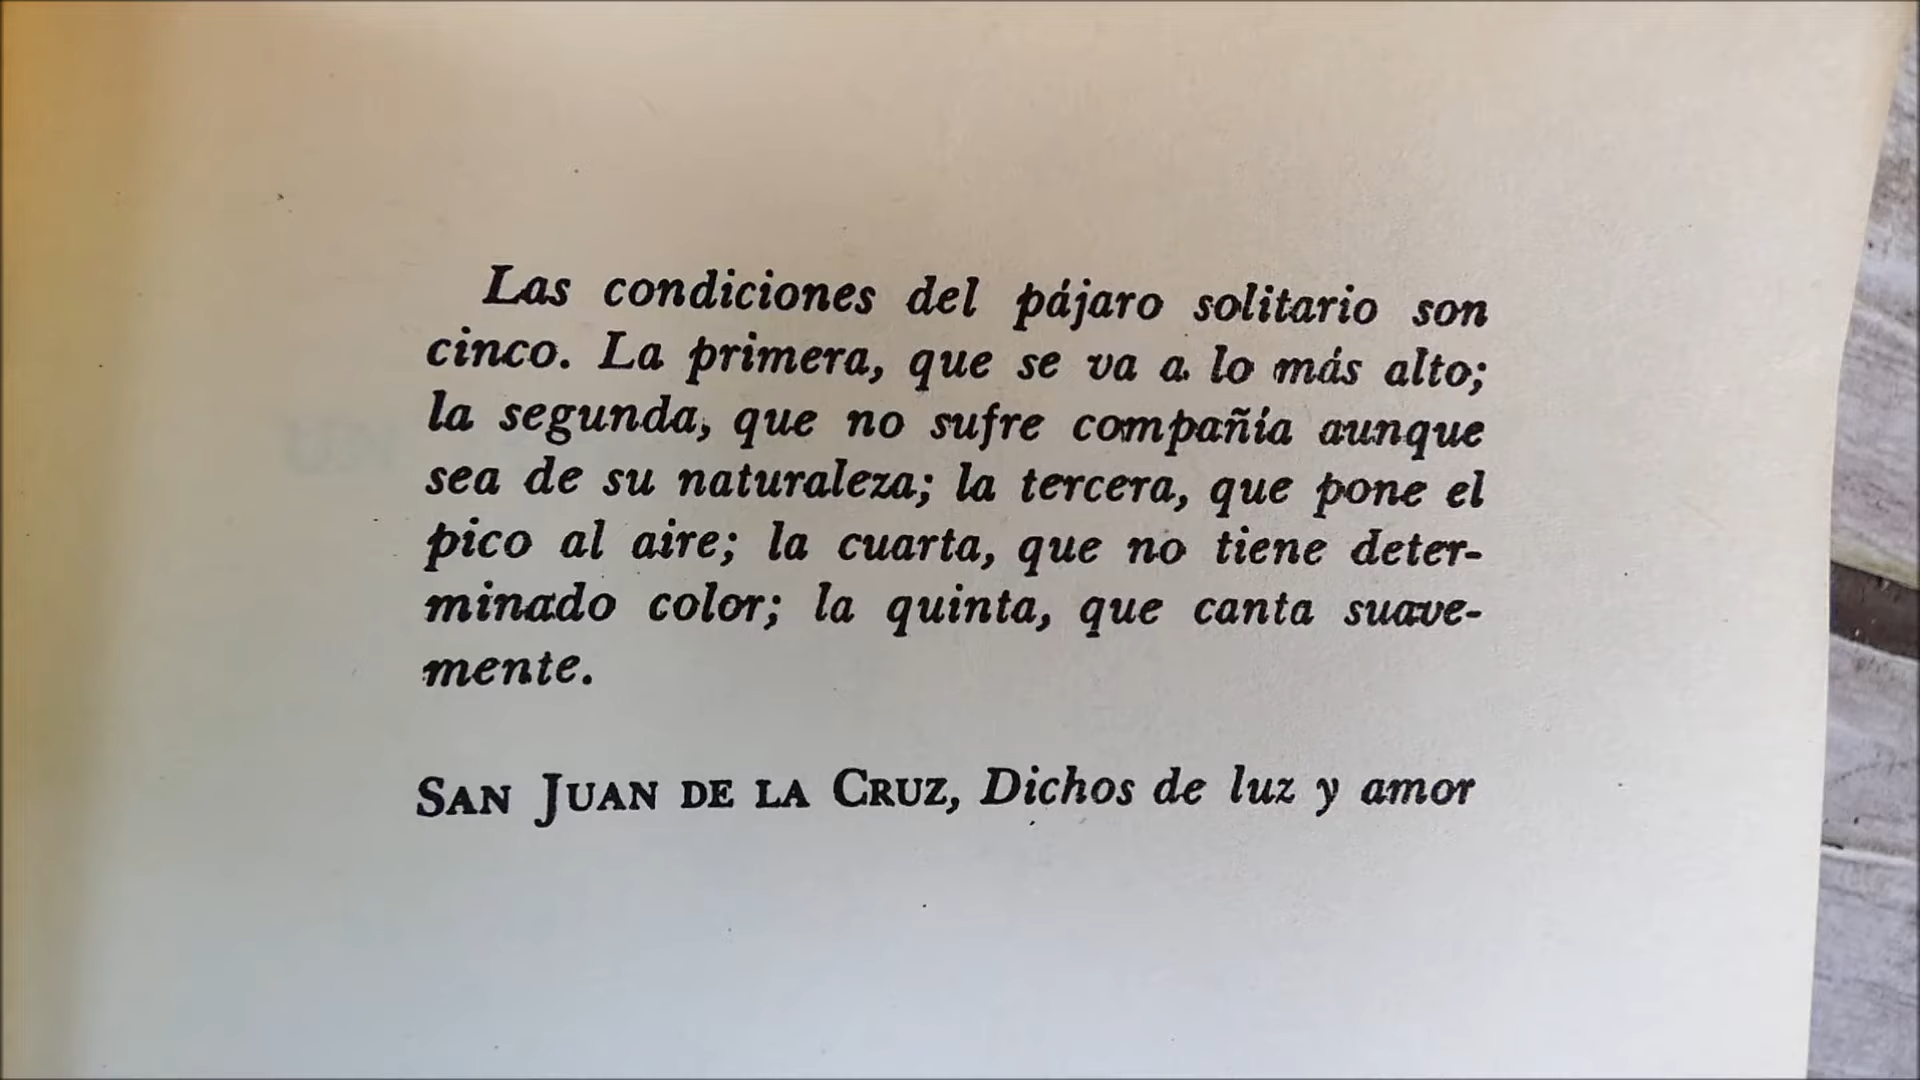 Las condiciones del pájaro solitario son
cinco. La primera, que se va a lo más alto;
la segunda, que no sufre compañía aunque
sea de su naturaleza; la tercera, que pone el
pico al aire; la cuarta, que no tiene deter-
minado color; la quinta, que canta suave-
mente.
SAN JUAN DE LA CRUZ, Dichos de luz y amor